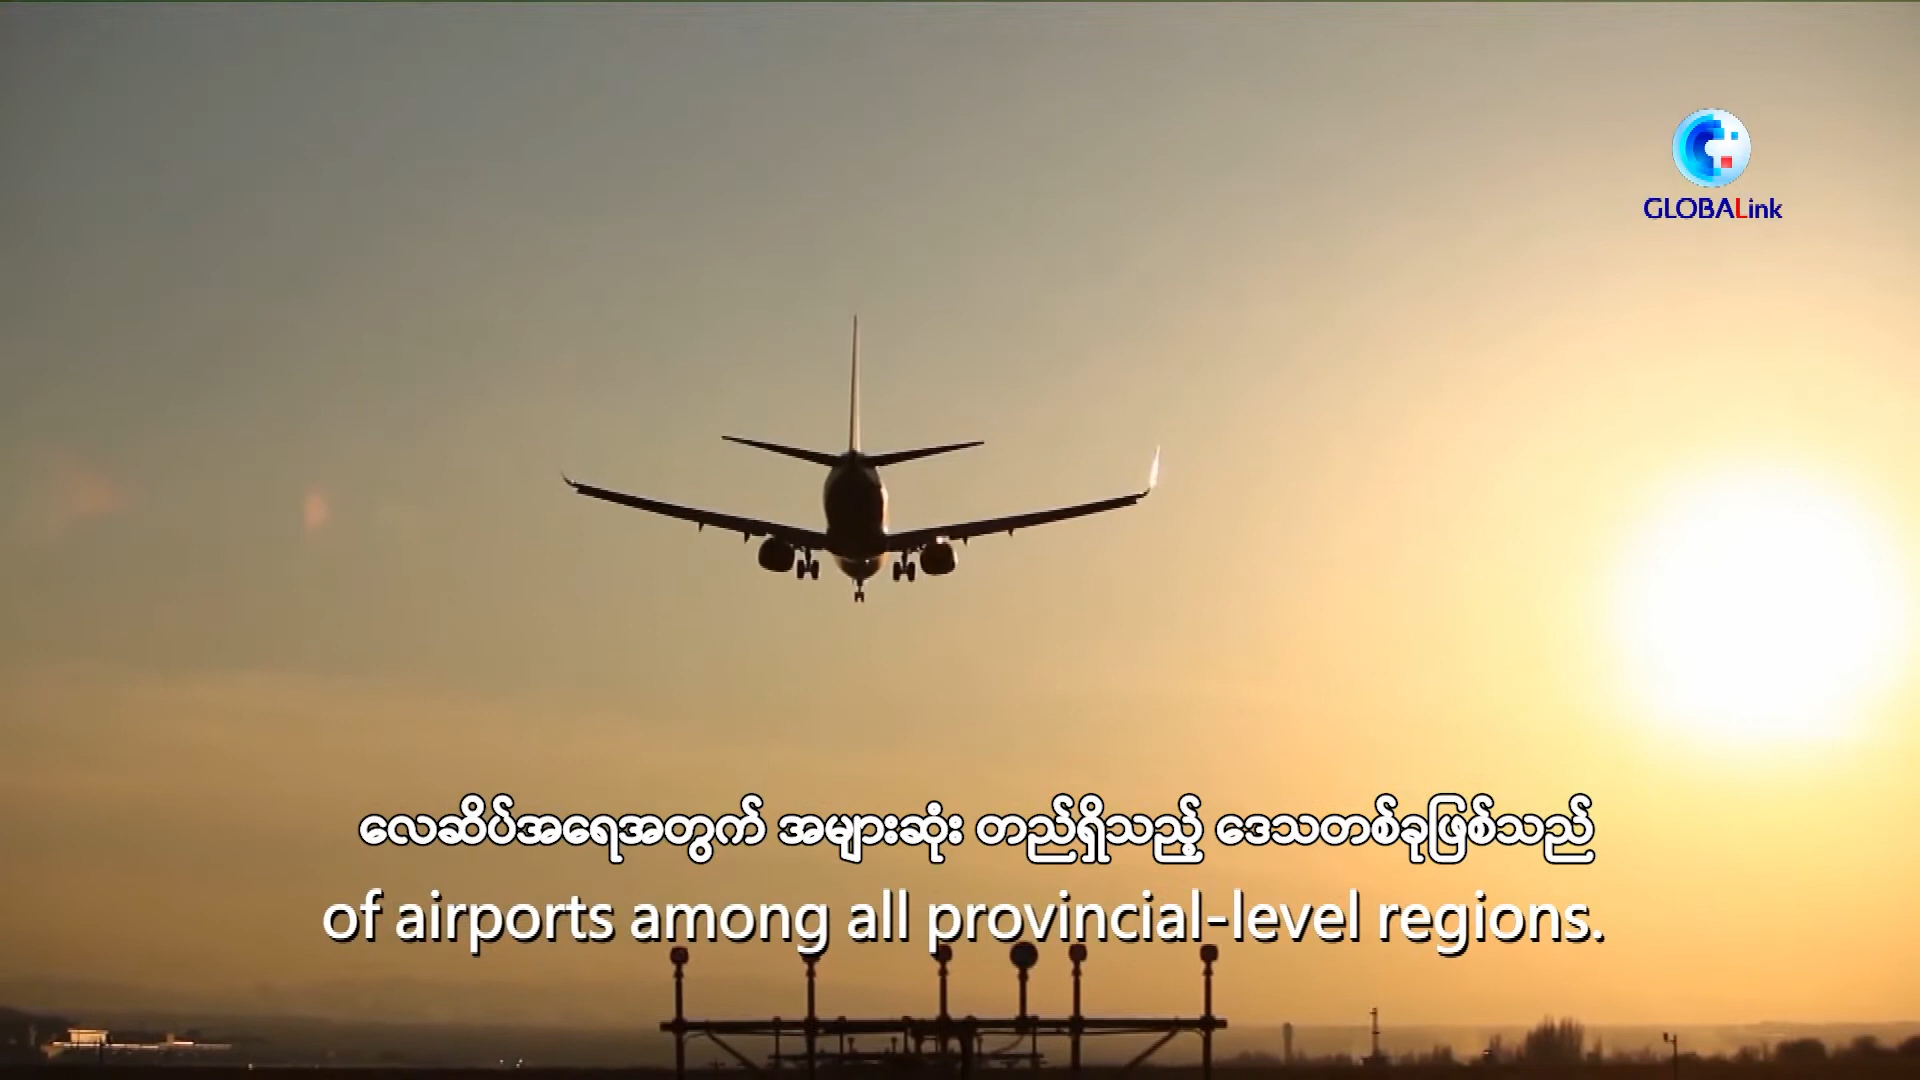 GLOBALink
လေဆိပ်အရေအတွက် အများဆုံး တည်ရှိသည့် ဒေသတစ်ခုဖြစ်သည်
of airports among all provincial-level regions.